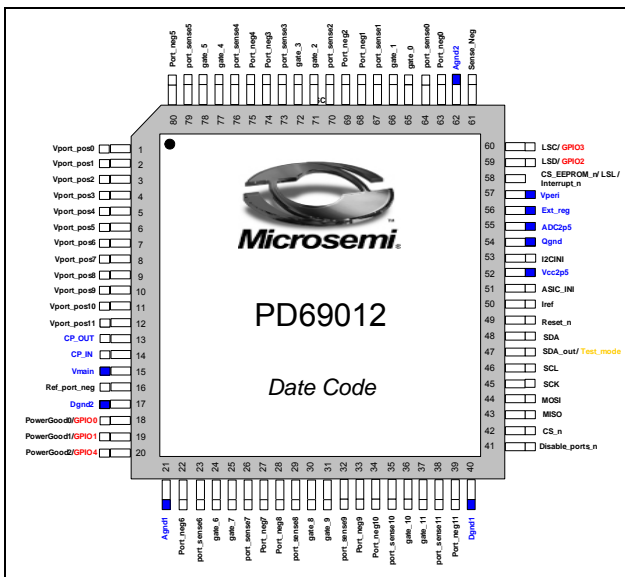 Port_neg5
port_sense5
gate_5
gate_4
port_sense4
Port_neg4
Port_neg3
port_sense3
gate_3
gate_2
port_sense2
Port_neg2
Port_neg1
port_sense1
gate_1
gate_0
port_sense0
Port_neg0
Agnd2
Sense_Neg
80 79 78 77 76 75 74 73 72 71 70 69 68 67 66 65 64 63 62 61
Vport_pos0 1
Vport_pos1 2
Vport_pos2 3
Vport_pos3 4
Vport_pos4 5
Vport_pos5 6
Vport_pos6 7
Vport_pos7 8
Vport_pos8 9
Vport_pos9 10
Vport_pos10 11
Vport_pos11 12
CP_OUT 13
CP_IN 14
Vmain 15
Ref_port_neg 16
Dgnd2 17
PowerGood0/GPIO0 18
PowerGood1/GPIO1 19
PowerGood2/GPIO4 20
Microsemi®
PD69012
Date Code
60 LSC/ GPIO3
59 LSD/ GPIO2
58 CS_EEPROM_n/ LSL /
Interrupt_n
57 Vperi
56 Ext_reg
55 ADC2p5
54 Qgnd
53 I2CINI
52 Vcc2p5
51 ASIC_INI
50 Iref
49 Reset_n
48 SDA
47 SDA_out/ Test_mode
46 SCL
45 SCK
44 MOSI
43 MISO
42 CS_n
41 Disable_ports_n
21 22 23 24 25 26 27 28 29 30 31 32 33 34 35 36 37 38 39 40
Agnd1
Port_neg6
port_sense6
gate_6
gate_7
port_sense7
Port_neg7
Port_neg8
port_sense8
gate_8
gate_9
port_sense9
Port_neg9
Port_neg10
port_sense10
gate_10
gate_11
port_sense11
Port_neg11
Dgnd1